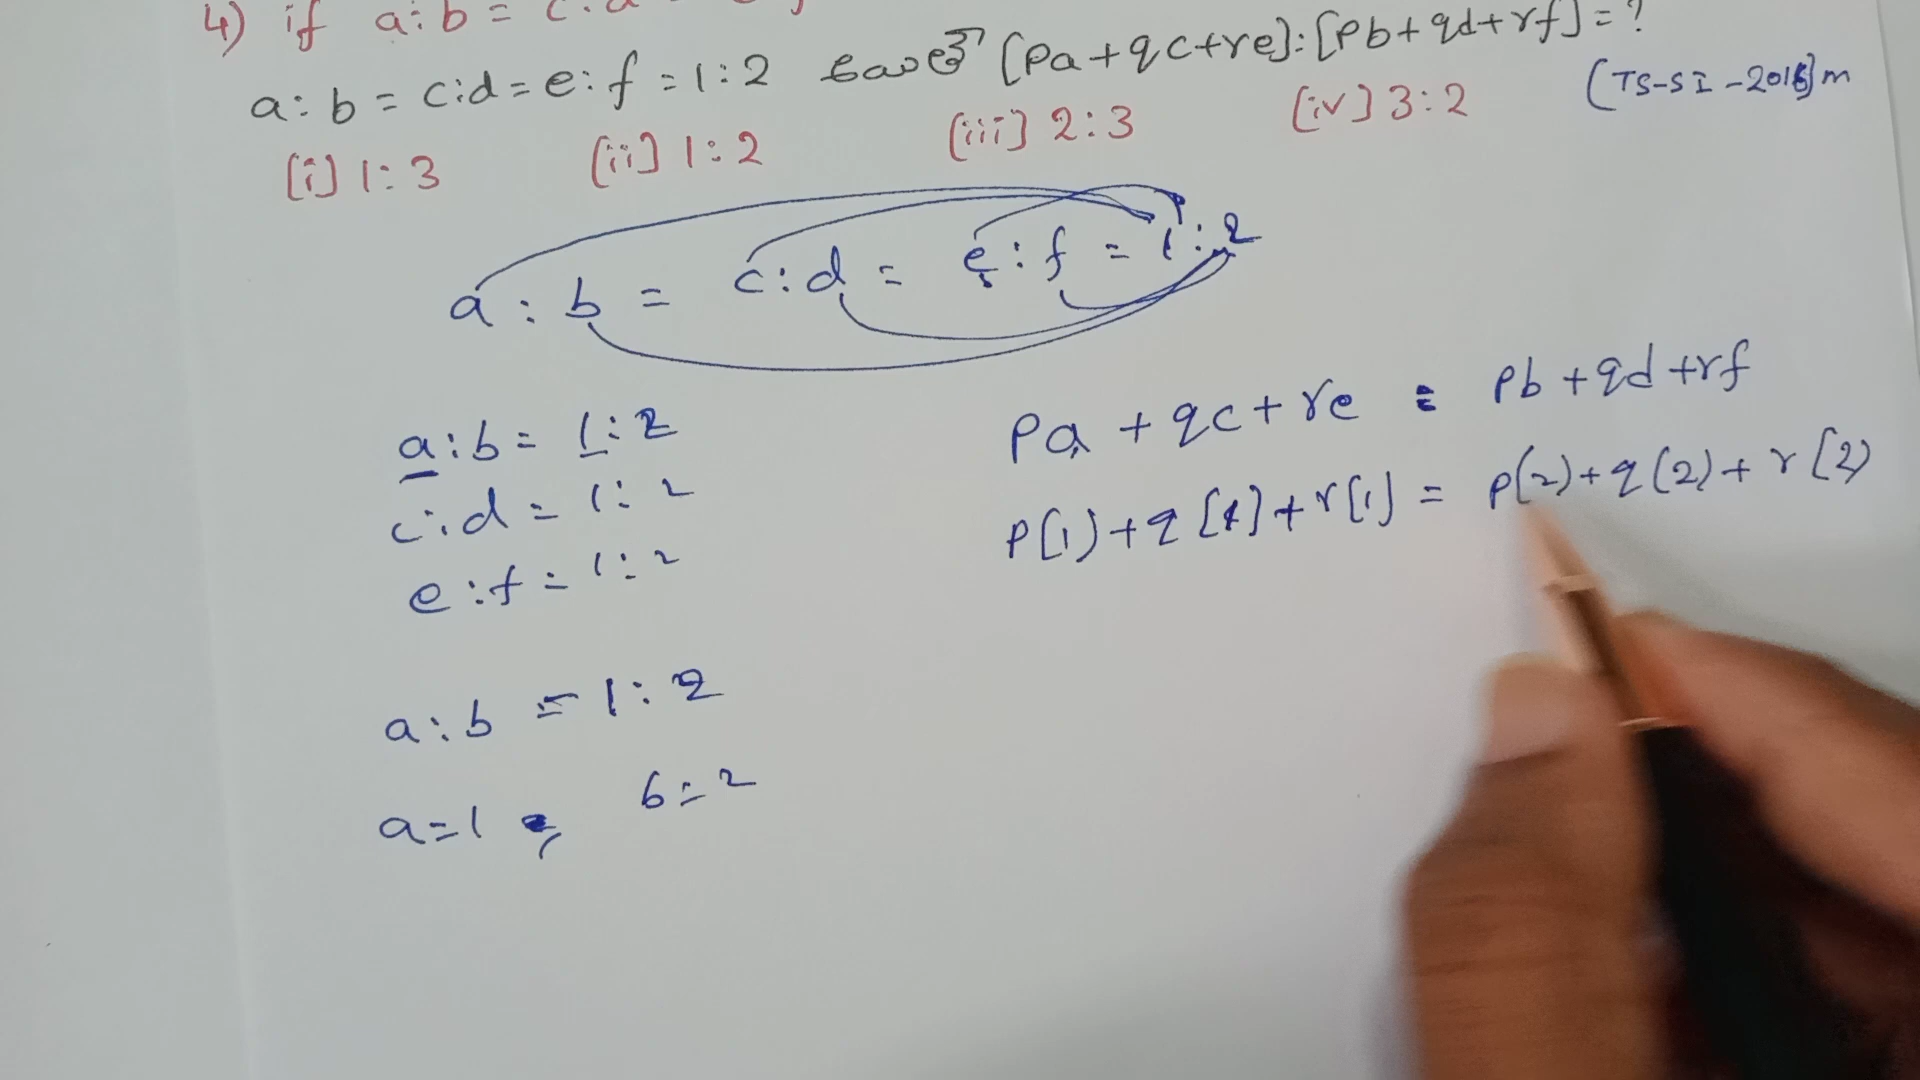 4) if a:b =
a:b = c:d = e:f = 1:2 [Pa+qc+re]:[Pb+qd+rf] = ?
[i] 1:3 [ii] 1:2 [iii] 2:3 [iv] 3:2 [TS-SI-2018]m
a : b = c:d = e:f = 1:2
a:b = 1:2
c:d = 1:2
e:f = 1:2
a:b = 1:2
a=1, b=2
Pa + qc + re = Pb + qd + rf
P[1) + q[1] + r[1] = P(2) + q(2) + r[2)